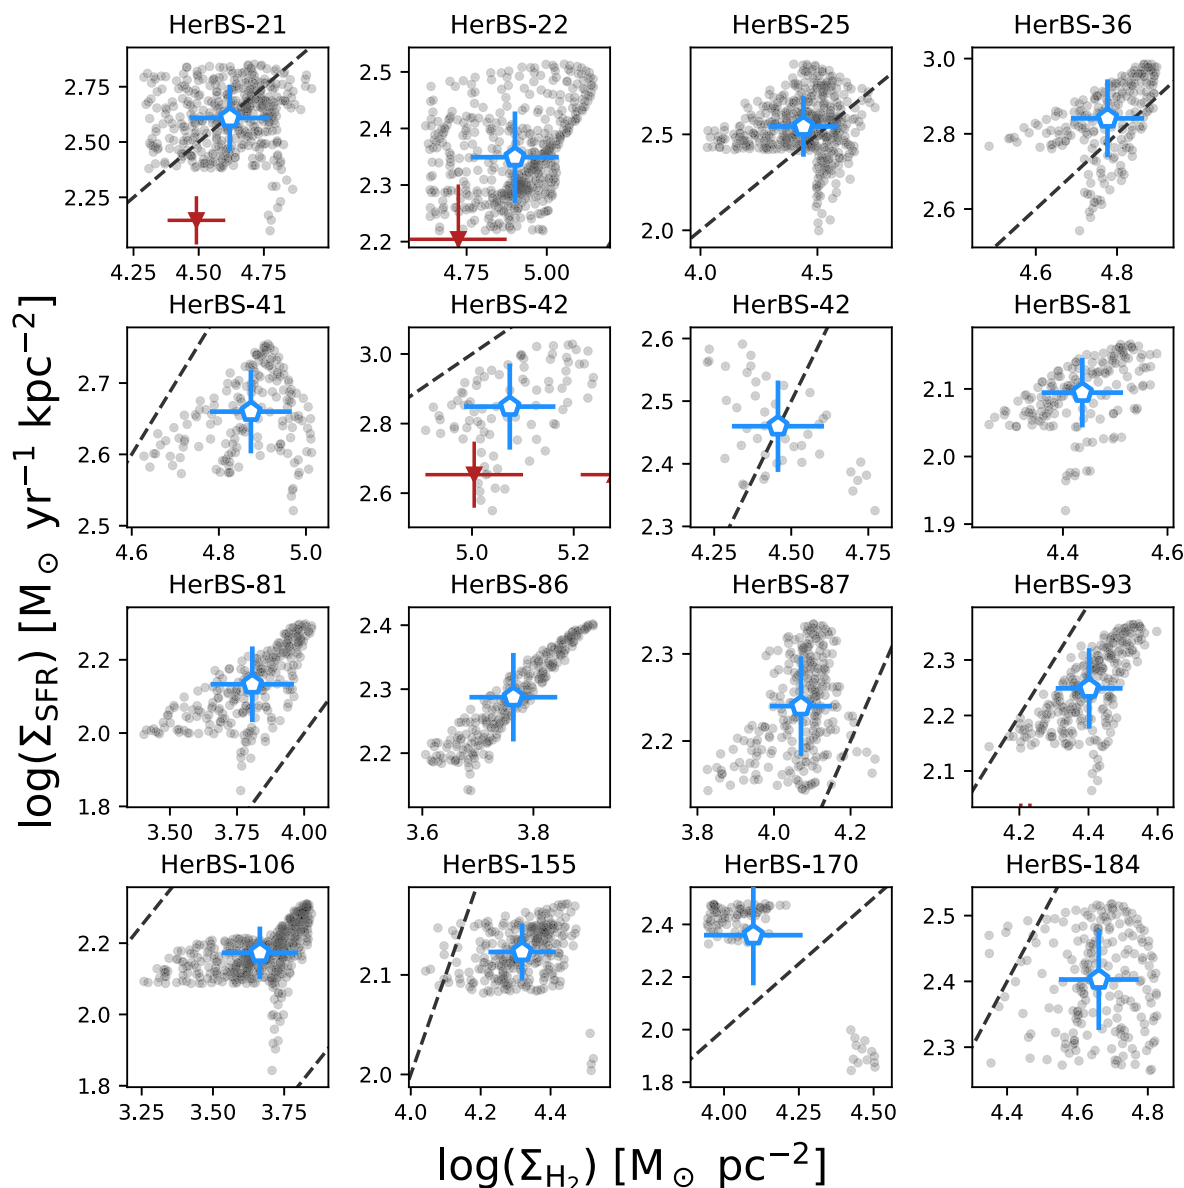 HerBS-21 HerBS-22 HerBS-25 HerBS-36
2.75 2.5 3.0
2.50 2.4 2.5 2.8
2.25 2.3 2.6
2.2 2.0
4.25 4.50 4.75 4.75 5.00 4.0 4.5 4.6 4.8
HerBS-41 HerBS-42 HerBS-42 HerBS-81
2.7 3.0 2.6 2.1
2.6 2.8 2.5 2.0
2.5 2.6 2.4 1.9
2.3
4.6 4.8 5.0 5.0 5.2 4.25 4.50 4.75 4.4 4.6
HerBS-81 HerBS-86 HerBS-87 HerBS-93
2.2 2.4 2.3 2.3
2.0 2.3 2.2 2.2
1.8 2.2 2.1
3.50 3.75 4.00 3.6 3.8 3.8 4.0 4.2 4.2 4.4 4.6
HerBS-106 HerBS-155 HerBS-170 HerBS-184
2.2 2.1 2.4 2.5
2.0 2.0 2.2 2.4
1.8 2.0 2.3
1.8
3.25 3.50 3.75 4.0 4.2 4.4 4.00 4.25 4.50 4.4 4.6 4.8
log(Σ_SFR) [M_⊙ yr⁻¹ kpc⁻²]
log(Σ_H₂) [M_⊙ pc⁻²]